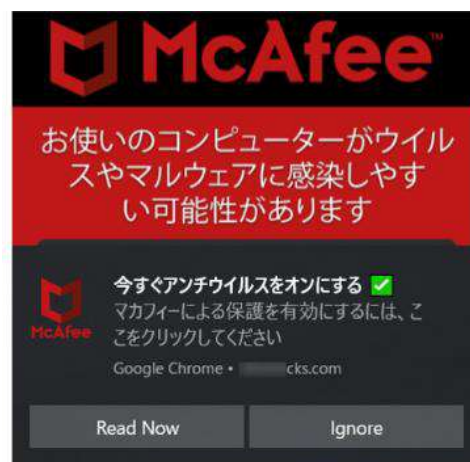 McAfee™
お使いのコンピューターがウイル
スやマルウェアに感染しやす
い可能性があります
今すぐアンチウイルスをオンにする
マカフィーによる保護を有効にするには、こ
こをクリックしてください
McAfee
Google Chrome • cks.com
Read Now
Ignore